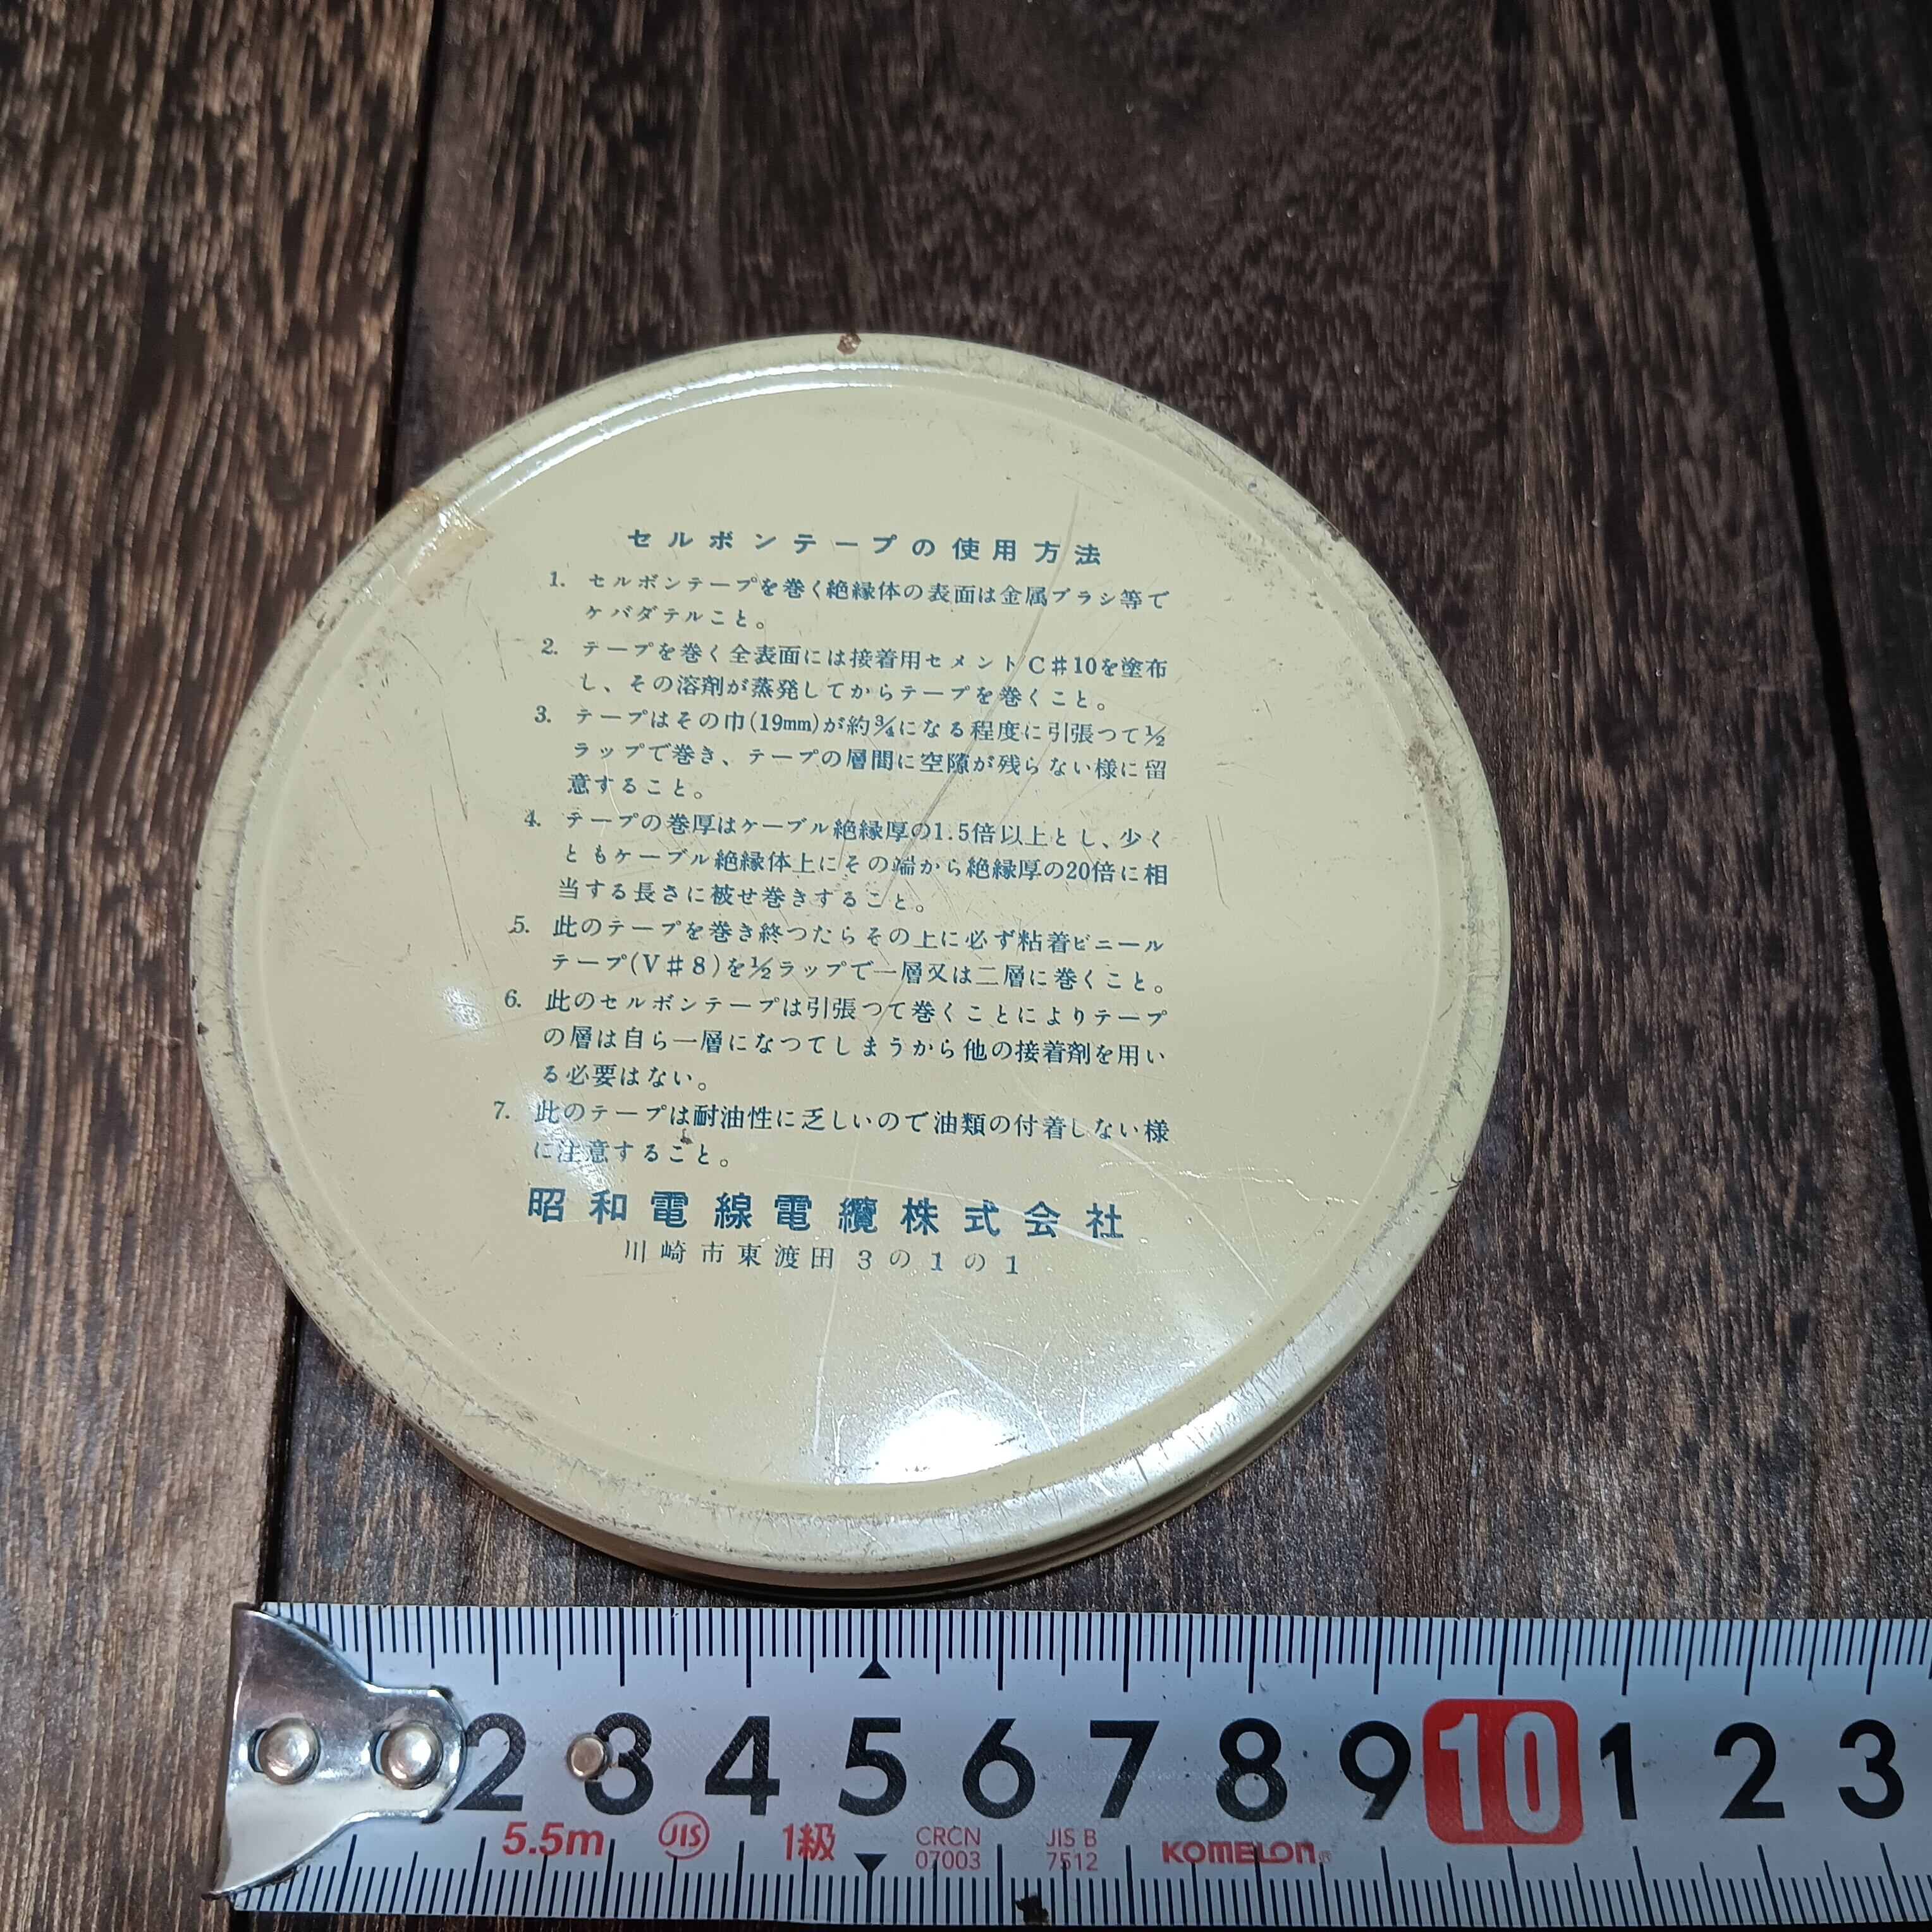 セルボンテープの使用方法
1. セルボンテープを巻く絶縁体の表面は金属ブラシ等で
ケバダテルこと。
2. テープを巻く全表面には接着用セメントC♯10を塗布
し、その溶剤が蒸発してからテープを巻くこと。
3. テープはその巾(19mm)が約¾になる程度に引張つて½
ラップで巻き、テープの層間に空隙が残らない様に留
意すること。
4. テープの巻厚はケーブル絶縁厚の1.5倍以上とし、少く
ともケーブル絶縁体上にその端から絶縁厚の20倍に相
当する長さに被せ巻きすること。
5. 此のテープを巻き終つたらその上に必ず粘着ビニール
テープ(V♯8)を½ラップで一層又は二層に巻くこと。
6. 此のセルボンテープは引張つて巻くことによりテープ
の層は自ら一層になつてしまうから他の接着剤を用い
る必要はない。
7. 此のテープは耐油性に乏しいので油類の付着しない様
に注意すること。
昭和電線電纜株式会社
川崎市東渡田3の1の1
2 3 4 5 6 7 8 9 10 1 2 3
5.5m JIS 1級 CRCN 07003 JIS B 7512 KOMELON®